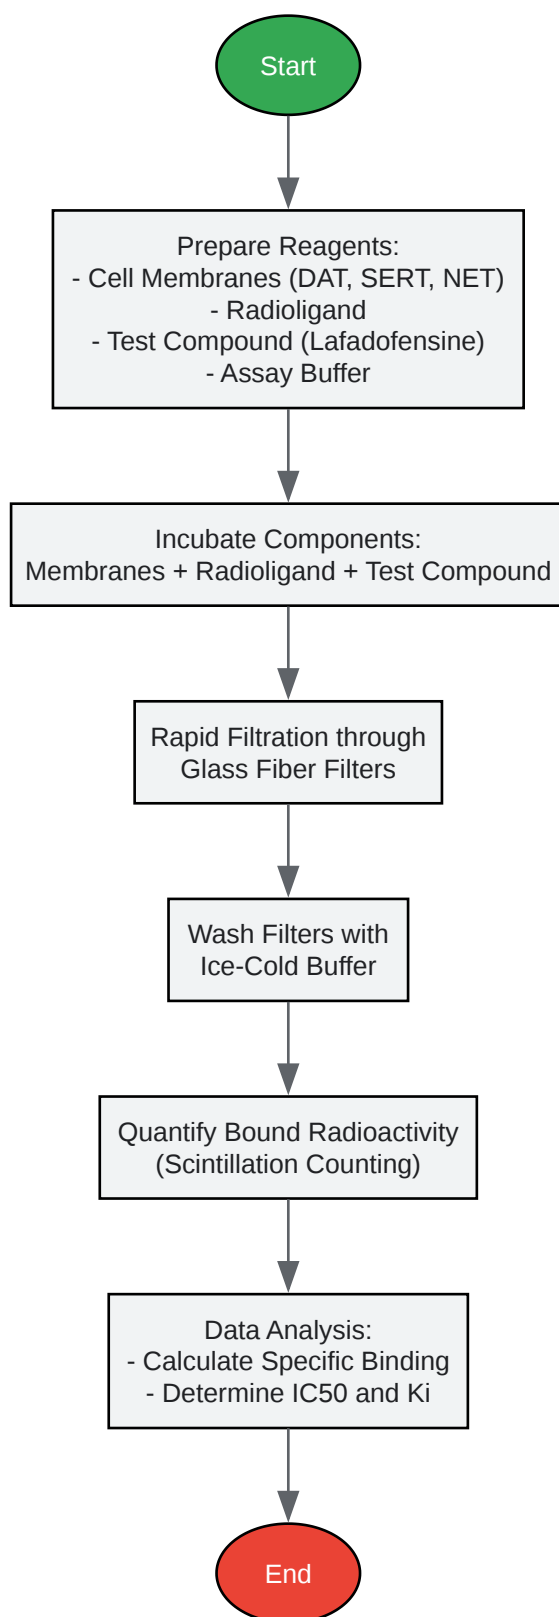 Start
Prepare Reagents:
- Cell Membranes (DAT, SERT, NET)
- Radioligand
- Test Compound (Lafadofensine)
- Assay Buffer
Incubate Components:
Membranes + Radioligand + Test Compound
Rapid Filtration through
Glass Fiber Filters
Wash Filters with
Ice-Cold Buffer
Quantify Bound Radioactivity
(Scintillation Counting)
Data Analysis:
- Calculate Specific Binding
- Determine IC50 and Ki
End